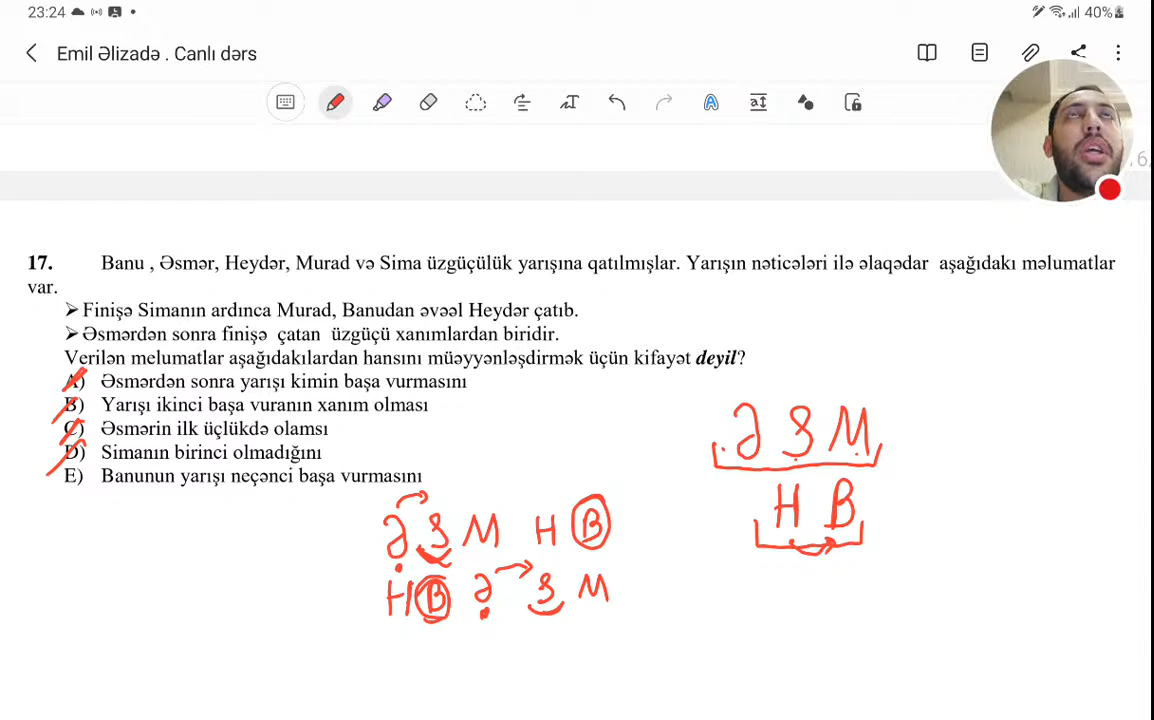 23:24 40%
Emil Əlizadə . Canlı dərs
17. Banu , Əsmər, Heydər, Murad və Sima üzgüçülük yarışına qatılmışlar. Yarışın nəticələri ilə əlaqədar aşağıdakı məlumatlar
var.
➢ Finişə Simanın ardınca Murad, Banudan əvəəl Heydər çatıb.
➢ Əsmərdən sonra finişə çatan üzgüçü xanımlardan biridir.
Verilən melumatlar aşağıdakılardan hansını müəyyənləşdirmək üçün kifayət deyil?
A) Əsmərdən sonra yarışı kimin başa vurmasını
B) Yarışı ikinci başa vuranın xanım olması
C) Əsmərin ilk üçlükdə olamsı
D) Simanın birinci olmadığını
E) Banunun yarışı neçənci başa vurmasını
Ə S M
H B
Ə S M H B
H B Ə S M